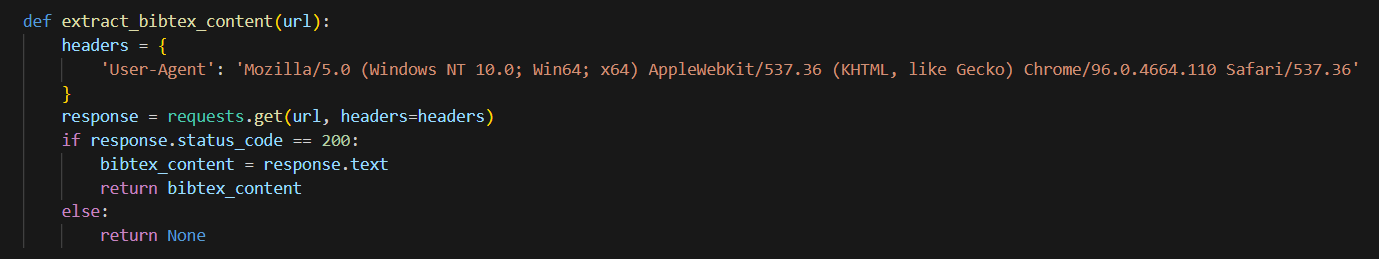 def extract_bibtex_content(url):
    headers = {
        'User-Agent': 'Mozilla/5.0 (Windows NT 10.0; Win64; x64) AppleWebKit/537.36 (KHTML, like Gecko) Chrome/96.0.4664.110 Safari/537.36'
    }
    response = requests.get(url, headers=headers)
    if response.status_code == 200:
        bibtex_content = response.text
        return bibtex_content
    else:
        return None